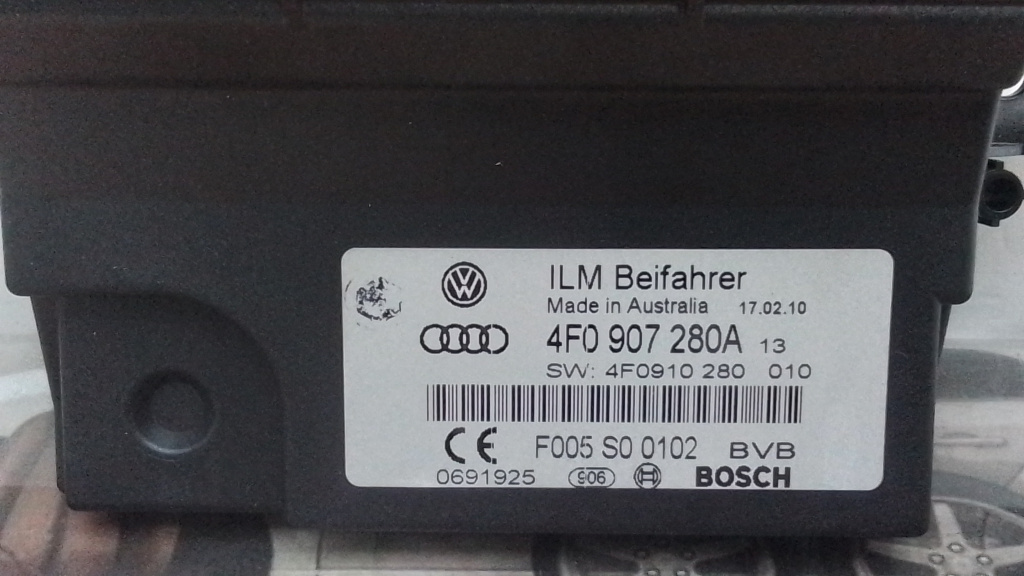 ILM Beifahrer
Made in Australia 17.02.10
4F0 907 280A 13
SW: 4F0910 280 010
CE F005 S0 0102 BVB
0691925 906 BOSCH